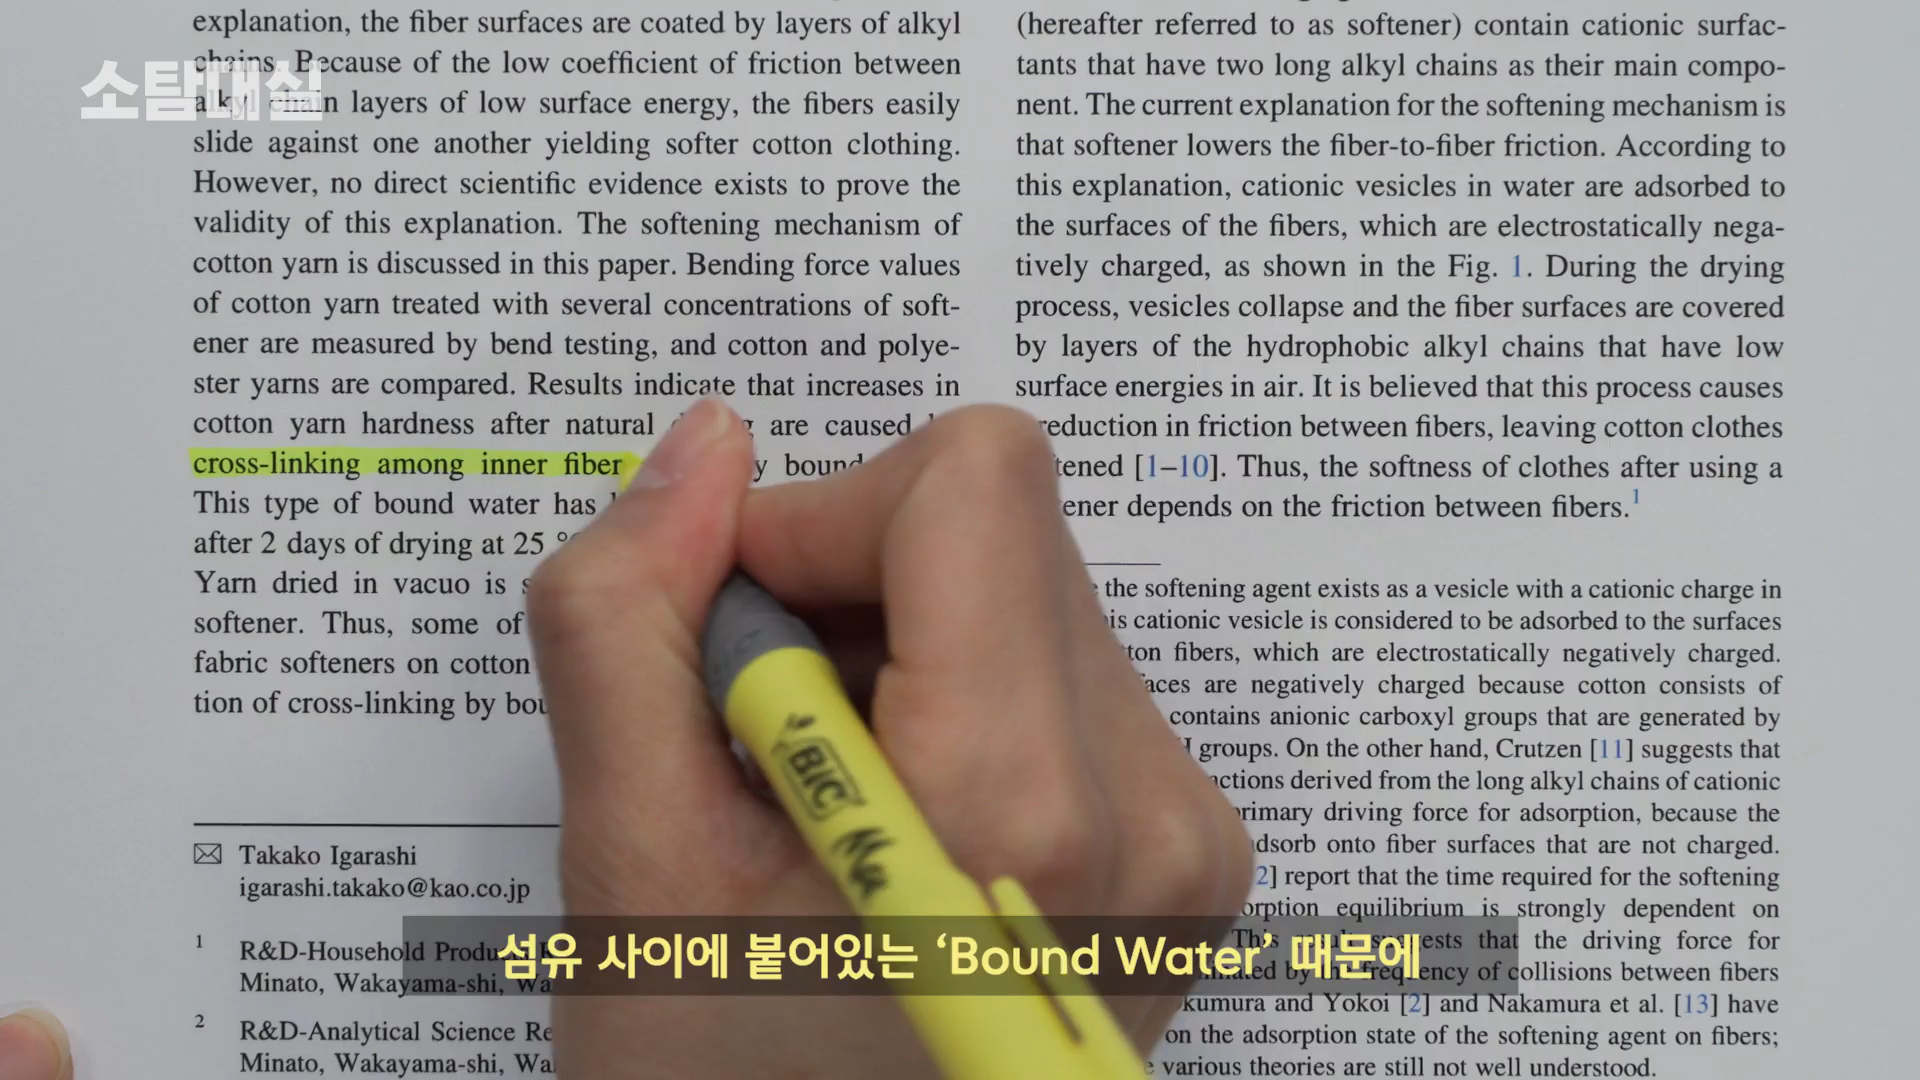 소탐대실
explanation, the fiber surfaces are coated by layers of alkyl
chains. Because of the low coefficient of friction between
alkyl chain layers of low surface energy, the fibers easily
slide against one another yielding softer cotton clothing.
However, no direct scientific evidence exists to prove the
validity of this explanation. The softening mechanism of
cotton yarn is discussed in this paper. Bending force values
of cotton yarn treated with several concentrations of soft-
ener are measured by bend testing, and cotton and polye-
ster yarns are compared. Results indicate that increases in
cotton yarn hardness after natural are caused
cross-linking among inner fiber
This type of bound water has
after 2 days of drying at 25
Yarn dried in vacuo is
softener. Thus, some of
fabric softeners on cotton
tion of cross-linking by
Takako Igarashi
igarashi.takako@kao.co.jp
1 R&D-Household
Minato, Wakayama-shi,
2 R&D-Analytical Science
Minato, Wakayama-shi,
(hereafter referred to as softener) contain cationic surfac-
tants that have two long alkyl chains as their main compo-
nent. The current explanation for the softening mechanism is
that softener lowers the fiber-to-fiber friction. According to
this explanation, cationic vesicles in water are adsorbed to
the surfaces of the fibers, which are electrostatically nega-
tively charged, as shown in the Fig. 1. During the drying
process, vesicles collapse and the fiber surfaces are covered
by layers of the hydrophobic alkyl chains that have low
surface energies in air. It is believed that this process causes
reduction in friction between fibers, leaving cotton clothes
[1–10]. Thus, the softness of clothes after using a
depends on the friction between fibers.1
the softening agent exists as a vesicle with a cationic charge in
cationic vesicle is considered to be adsorbed to the surfaces
fibers, which are electrostatically negatively charged.
are negatively charged because cotton consists of
contains anionic carboxyl groups that are generated by
groups. On the other hand, Crutzen [11] suggests that
derived from the long alkyl chains of cationic
driving force for adsorption, because the
onto fiber surfaces that are not charged.
report that the time required for the softening
equilibrium is strongly dependent on
This that the driving force for
by the frequency of collisions between fibers
and Yokoi [2] and Nakamura et al. [13] have
on the adsorption state of the softening agent on fibers;
various theories are still not well understood.
BIC
섬유 사이에 붙어있는 ‘Bound Water’ 때문에